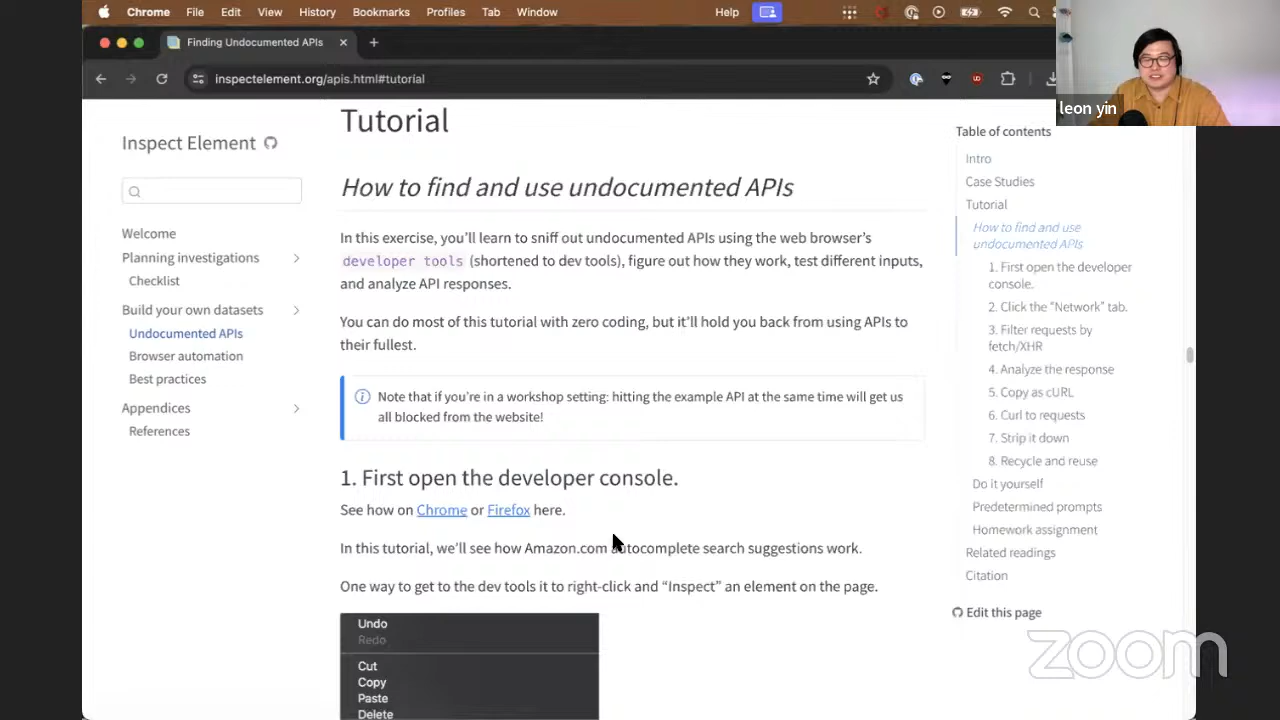 Chrome File Edit View History Bookmarks Profiles Tab Window Help
Finding Undocumented APIs
inspectelement.org/apis.html#tutorial
leon yin
Inspect Element
Welcome
Planning investigations
Checklist
Build your own datasets
Undocumented APIs
Browser automation
Best practices
Appendices
References
Tutorial
How to find and use undocumented APIs
In this exercise, you'll learn to sniff out undocumented APIs using the web browser's
developer tools (shortened to dev tools), figure out how they work, test different inputs,
and analyze API responses.
You can do most of this tutorial with zero coding, but it'll hold you back from using APIs to
their fullest.
Note that if you're in a workshop setting: hitting the example API at the same time will get us
all blocked from the website!
1. First open the developer console.
See how on Chrome or Firefox here.
In this tutorial, we'll see how Amazon.com autocomplete search suggestions work.
One way to get to the dev tools it to right-click and “Inspect” an element on the page.
Undo
Redo
Cut
Copy
Paste
Delete
Table of contents
Intro
Case Studies
Tutorial
How to find and use
undocumented APIs
1. First open the developer
console.
2. Click the “Network” tab.
3. Filter requests by
fetch/XHR
4. Analyze the response
5. Copy as cURL
6. Curl to requests
7. Strip it down
8. Recycle and reuse
Do it yourself
Predetermined prompts
Homework assignment
Related readings
Citation
Edit this page
zoom